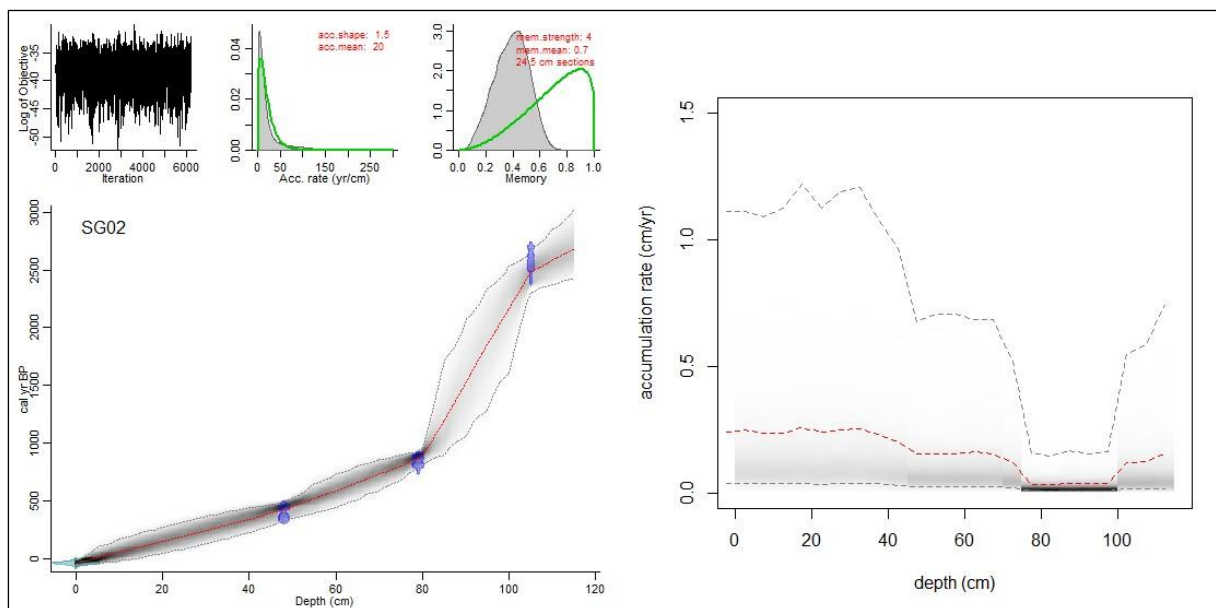 Log of Objective
-35
-40
-45
-50
0 2000 4000 6000
Iteration
acc.shape: 1.5
acc.mean: 20
0.04
0.02
0.00
0 50 150 250
Acc. rate (yr/cm)
mem.strength: 4
mem.mean: 0.7
24 5 cm sections
3.0
2.0
1.0
0.0
0.0 0.2 0.4 0.6 0.8 1.0
Memory
SG02
cal yr BP
3000
2500
2000
1500
1000
500
0
0 20 40 60 80 100 120
Depth (cm)
accumulation rate (cm/yr)
1.5
1.0
0.5
0.0
0 20 40 60 80 100
depth (cm)